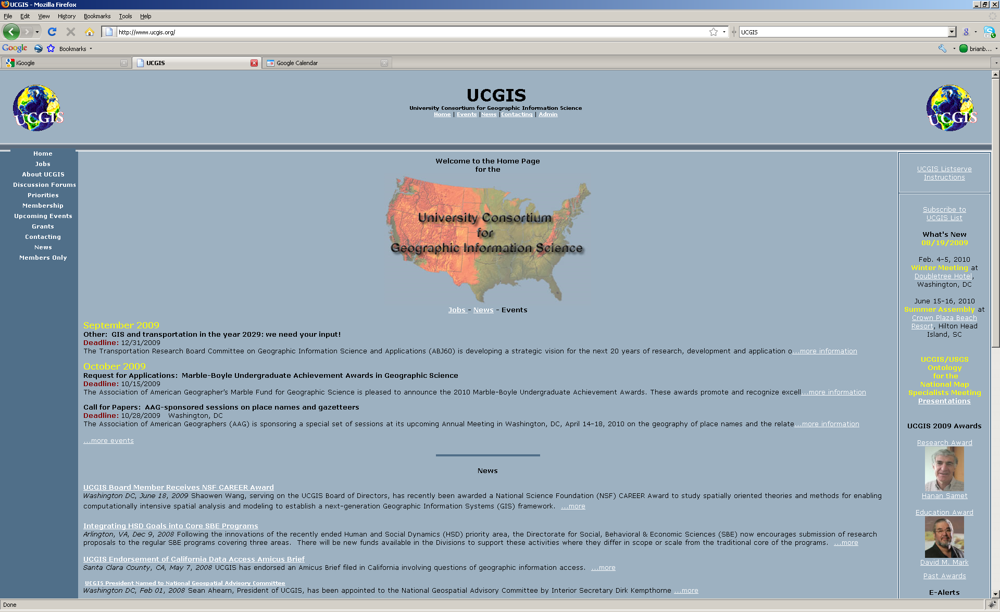 UCGIS - Mozilla Firefox
File Edit View History Bookmarks Tools Help
http://www.ucgis.org/
UCGIS
Google Bookmarks
brianb...
iGoogle
UCGIS
Google Calendar
UCGIS
UCGIS
University Consortium for Geographic Information Science
Home | Events |News |Contacting | Admin
UCGIS
Home
Jobs
About UCGIS
Discussion Forums
Priorities
Membership
Upcoming Events
Grants
Contacting
News
Members Only
Welcome to the Home Page
for the
University Consortium
for
Geographic Information Science
Jobs - News - Events
September 2009
Other: GIS and transportation in the year 2029: we need your input!
Deadline: 12/31/2009
The Transportation Research Board Committee on Geographic Information Science and Applications (ABJ60) is developing a strategic vision for the next 20 years of research, development and application o...more information
October 2009
Request for Applications: Marble-Boyle Undergraduate Achievement Awards in Geographic Science
Deadline: 10/15/2009
The Association of American Geographer's Marble Fund for Geographic Science is pleased to announce the 2010 Marble-Boyle Undergraduate Achievement Awards. These awards promote and recognize excell...more information
Call for Papers: AAG-sponsored sessions on place names and gazetteers
Deadline: 10/28/2009 Washington, DC
The Association of American Geographers (AAG) is sponsoring a special set of sessions at its upcoming Annual Meeting in Washington, DC, April 14-18, 2010 on the geography of place names and the relate...more information
...more events
News
UCGIS Board Member Receives NSF CAREER Award
Washington DC, June 18, 2009 Shaowen Wang, serving on the UCGIS Board of Directors, has recently been awarded a National Science Foundation (NSF) CAREER Award to study spatially oriented theories and methods for enabling
computationally intensive spatial analysis and modeling to establish a next-generation Geographic Information Systems (GIS) framework. ...more
Integrating HSD Goals into Core SBE Programs
Arlington, VA, Dec 9, 2008 Following the innovations of the recently ended Human and Social Dynamics (HSD) priority area, the Directorate for Social, Behavioral & Economic Sciences (SBE) now encourages submission of research
proposals to the regular SBE programs covering three areas. There will be new funds available in the Divisions to support these activities where they differ in scope or scale from the traditional core of the programs. ...more
UCGIS Endorsement of California Data Access Amicus Brief
Santa Clara County, CA, May 7, 2008 UCGIS has endorsed an Amicus Brief filed in California involving questions of geographic information access. ...more
UCGIS President Named to National Geospatial Advisory Committee
Washington DC, Feb 01, 2008 Sean Ahearn, President of UCGIS, has been appointed to the National Geospatial Advisory Committee by Interior Secretary Dirk Kempthorne ...more
UCGIS Listserve
Instructions
Subscribe to
UCGIS List
What's New
08/19/2009
Feb. 4-5, 2010
Winter Meeting at
Doubletree Hotel,
Washington, DC
June 15-16, 2010
Summer Assembly at
Crown Plaza Beach
Resort, Hilton Head
Island, SC
UCGIS/USGS
Ontology
for the
National Map
Specialists Meeting
Presentations
UCGIS 2009 Awards
Research Award
Hanan Samet
Education Award
David M. Mark
Past Awards
E-Alerts
Done